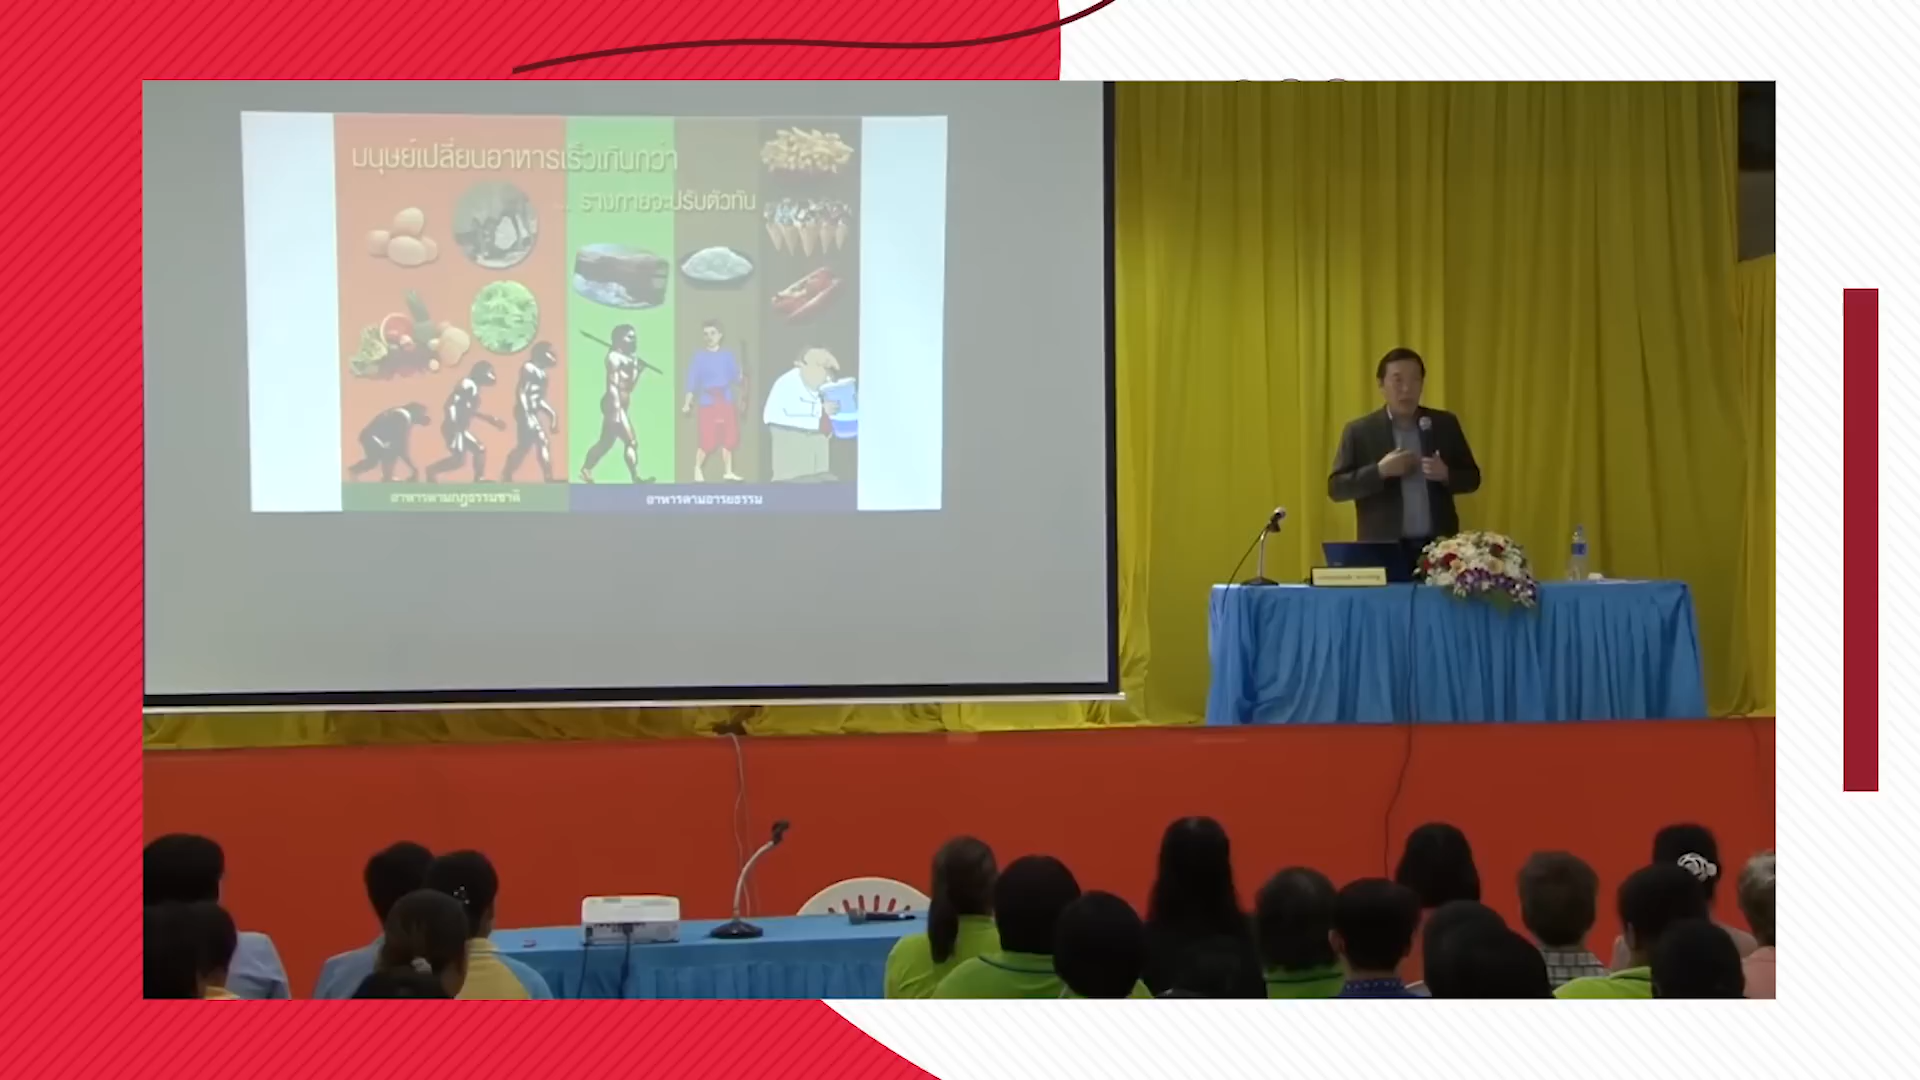 มนุษย์เปลี่ยนอาหารเร็วเกินกว่า
... ร่างกายจะปรับตัวทัน
อาหารตามกฎธรรมชาติ
อาหารตามอารยธรรม